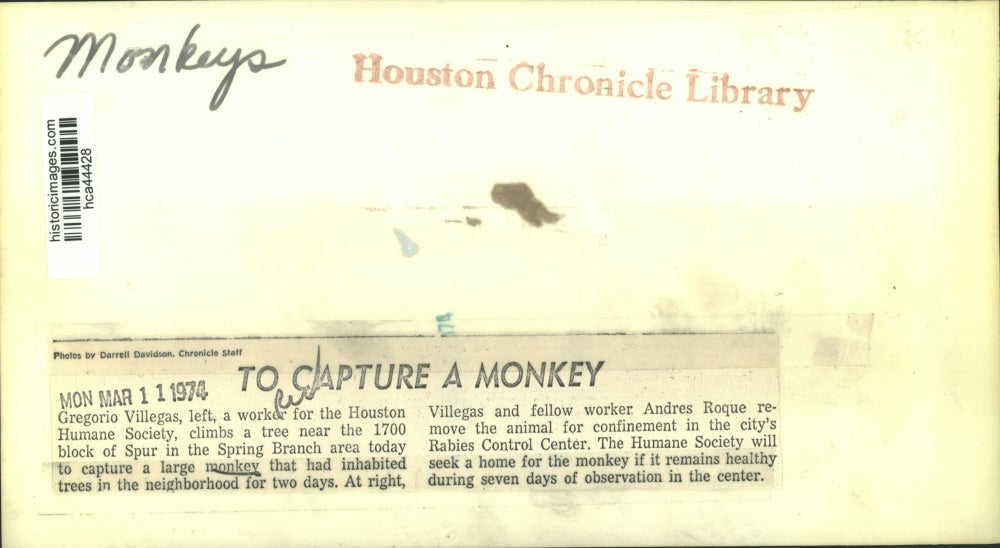 Monkeys
Houston Chronicle Library
historicimages.com
hca44428
974
Photos by Darrell Davidson, Chronicle Staff
MON MAR 1 1 1974
TO CAPTURE A MONKEY
Gregorio Villegas, left, a worker for the Houston
Humane Society, climbs a tree near the 1700
block of Spur in the Spring Branch area today
to capture a large monkey that had inhabited
trees in the neighborhood for two days. At right,
Villegas and fellow worker Andres Roque re-
move the animal for confinement in the city's
Rabies Control Center. The Humane Society will
seek a home for the monkey if it remains healthy
during seven days of observation in the center.